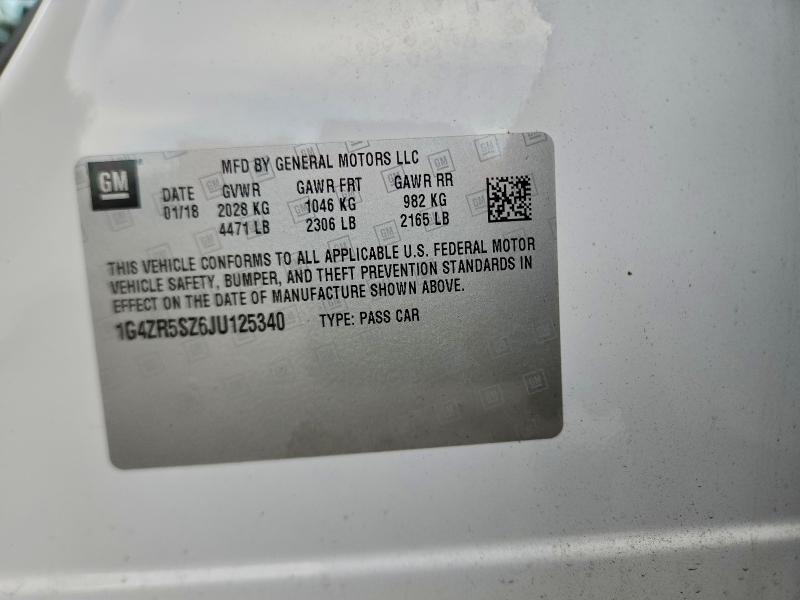 GM
MFD BY GENERAL MOTORS LLC
DATE GVWR GAWR FRT GAWR RR
01/18 2028 KG 1046 KG 982 KG
4471 LB 2306 LB 2165 LB
THIS VEHICLE CONFORMS TO ALL APPLICABLE U.S. FEDERAL MOTOR
VEHICLE SAFETY, BUMPER, AND THEFT PREVENTION STANDARDS IN
EFFECT ON THE DATE OF MANUFACTURE SHOWN ABOVE.
1G4ZR5SZ6JU125340 TYPE: PASS CAR